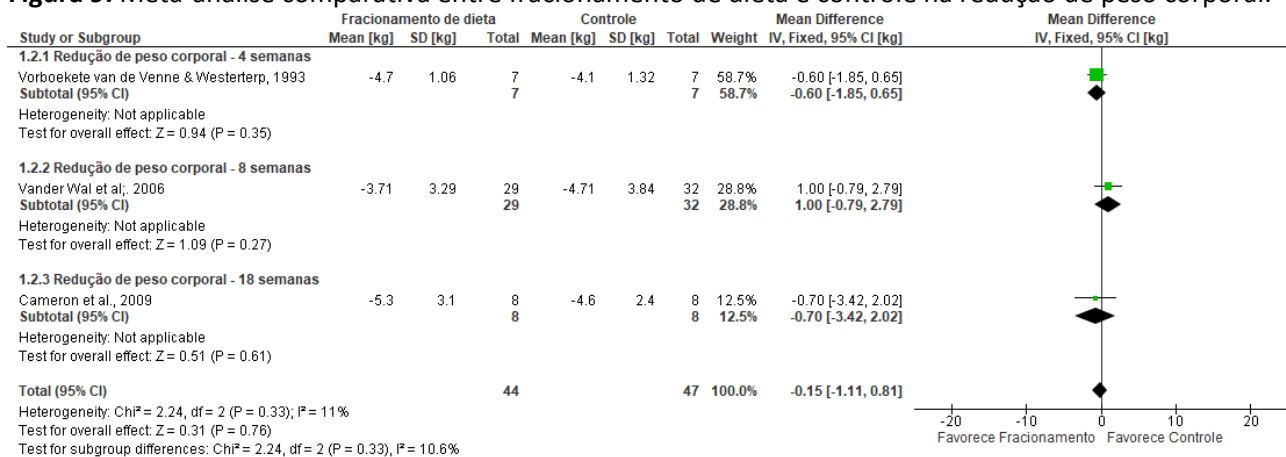 Figura 9. Meta-análise comparativa entre fracionamento de dieta e controle na redução de peso corporal.
Fracionamento de dieta Controle Mean Difference Mean Difference
Study or Subgroup Mean [kg] SD [kg] Total Mean [kg] SD [kg] Total Weight IV, Fixed, 95% CI [kg] IV, Fixed, 95% CI [kg]
1.2.1 Redução de peso corporal - 4 semanas
Vorboekete van de Venne & Westerterp, 1993 -4.7 1.06 7 -4.1 1.32 7 58.7% -0.60 [-1.85, 0.65]
Subtotal (95% CI) 7 7 58.7% -0.60 [-1.85, 0.65]
Heterogeneity: Not applicable
Test for overall effect: Z = 0.94 (P = 0.35)
1.2.2 Redução de peso corporal - 8 semanas
Vander Wal et al;. 2006 -3.71 3.29 29 -4.71 3.84 32 28.8% 1.00 [-0.79, 2.79]
Subtotal (95% CI) 29 32 28.8% 1.00 [-0.79, 2.79]
Heterogeneity: Not applicable
Test for overall effect: Z = 1.09 (P = 0.27)
1.2.3 Redução de peso corporal - 18 semanas
Cameron et al., 2009 -5.3 3.1 8 -4.6 2.4 8 12.5% -0.70 [-3.42, 2.02]
Subtotal (95% CI) 8 8 12.5% -0.70 [-3.42, 2.02]
Heterogeneity: Not applicable
Test for overall effect: Z = 0.51 (P = 0.61)
Total (95% CI) 44 47 100.0% -0.15 [-1.11, 0.81]
Heterogeneity: Chi² = 2.24, df = 2 (P = 0.33); I² = 11%
Test for overall effect: Z = 0.31 (P = 0.76)
Test for subgroup differences: Chi² = 2.24, df = 2 (P = 0.33), I² = 10.6%
-20 -10 0 10 20
Favorece Fracionamento Favorece Controle